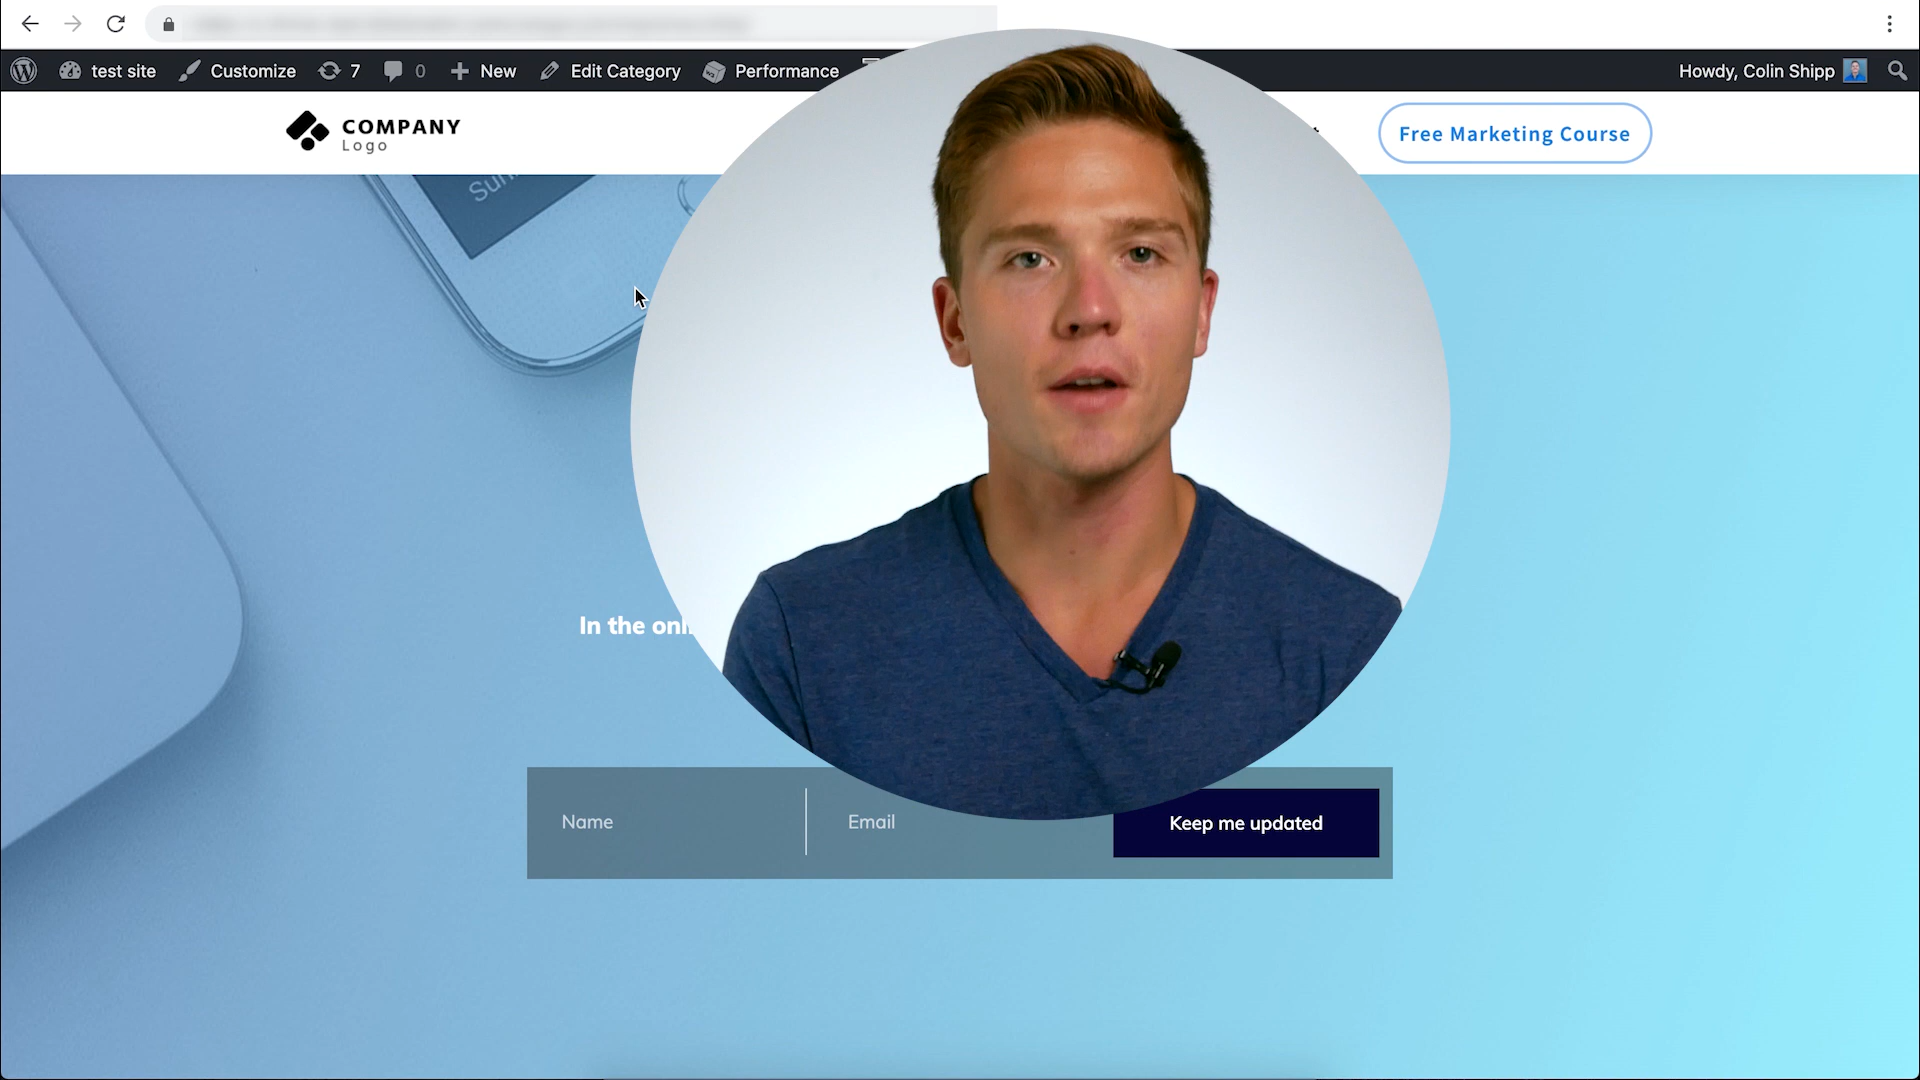 test site Customize 7 0 New Edit Category Performance Howdy, Colin Shipp
COMPANY
Logo
Free Marketing Course
Sun
In the onl
Name Email Keep me updated